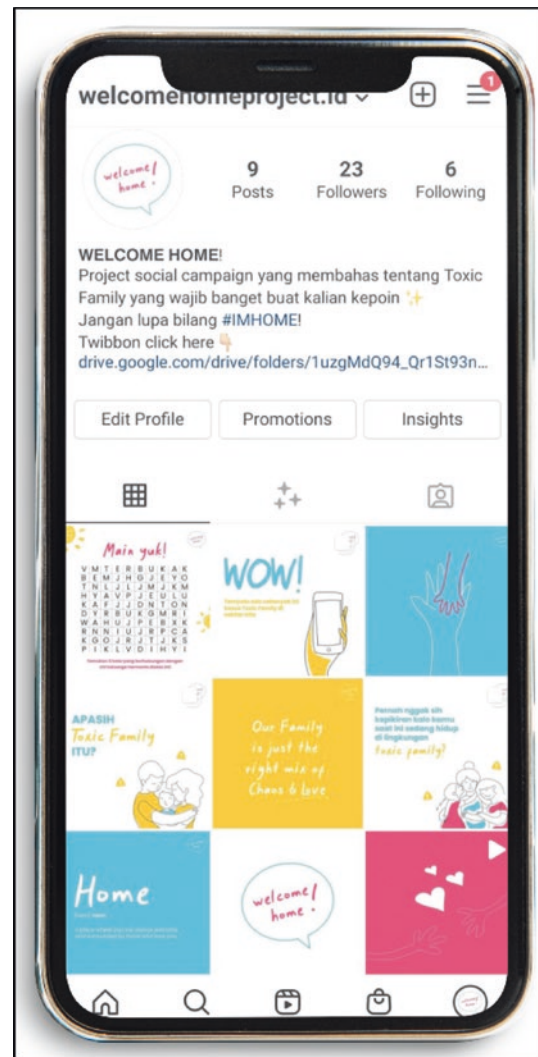 welcomehomeproject.id
1
welcome!
home.
9
23
6
Posts
Followers
Following
WELCOME HOME!
Project social campaign yang membahas tentang Toxic
Family yang wajib banget buat kalian kepoin ✨
Jangan lupa bilang #IMHOME!
Twibbon click here 👇🏻
drive.google.com/drive/folders/1uzgMdQ94_Qr1St93n...
Edit Profile
Promotions
Insights
Main yuk!
V M T E R B U K A K
B E M J H G J E Y O
T N L J L J M J K M
H Y A V P J E U L U
K A F J J D N T O N
D Y R B U K G M R I
W A H U J P E B X K
R N N I U J R P C A
K G O J R J T J K S
P I K L V D I H Y I
WOW!
APASIH
Toxic Family
ITU?
Our Family
is just the
right mix of
Chaos & love
Pernah nggak sih
kepikiran kalo kamu
saat ini sedang hidup
di lingkungan
toxic family?
Home
welcome!
home.